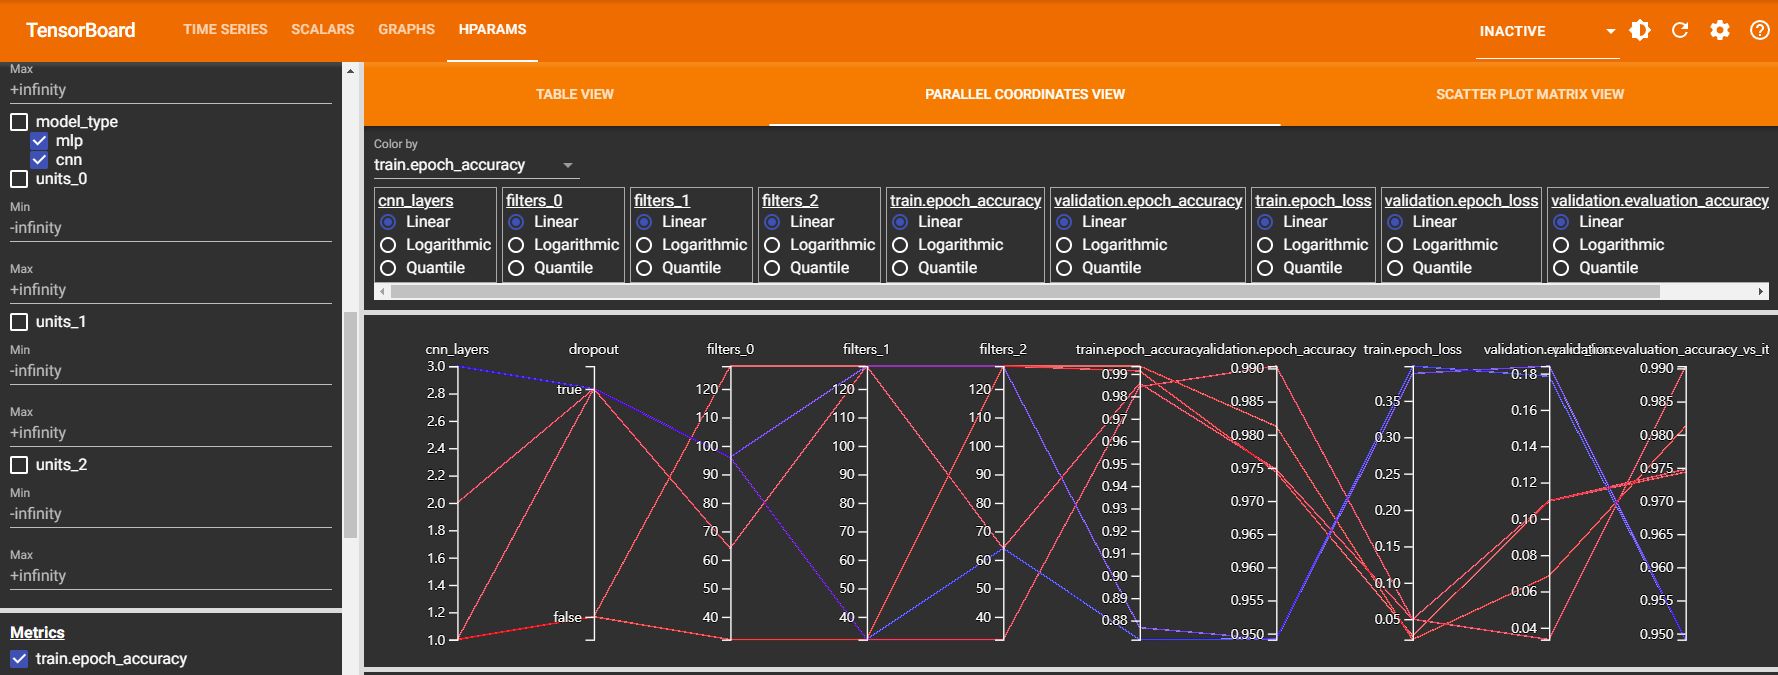 TensorBoard
TIME SERIES SCALARS GRAPHS HPARAMS
INACTIVE
Max
+infinity
model_type
mlp
cnn
units_0
Min
-infinity
Max
+infinity
units_1
Min
-infinity
Max
+infinity
units_2
Min
-infinity
Max
+infinity
Metrics
train.epoch_accuracy
TABLE VIEW PARALLEL COORDINATES VIEW SCATTER PLOT MATRIX VIEW
Color by
train.epoch_accuracy
cnn_layers
Linear
Logarithmic
Quantile
filters_0
Linear
Logarithmic
Quantile
filters_1
Linear
Logarithmic
Quantile
filters_2
Linear
Logarithmic
Quantile
train.epoch_accuracy
Linear
Logarithmic
Quantile
validation.epoch_accuracy
Linear
Logarithmic
Quantile
train.epoch_loss
Linear
Logarithmic
Quantile
validation.epoch_loss
Linear
Logarithmic
Quantile
validation.evaluation_accuracy
Linear
Logarithmic
Quantile
cnn_layers
3.0
2.8
2.6
2.4
2.2
2.0
1.8
1.6
1.4
1.2
1.0
dropout
true
false
filters_0
120
110
100
90
80
70
60
50
40
filters_1
120
110
100
90
80
70
60
50
40
filters_2
120
110
100
90
80
70
60
50
40
train.epoch_accuracy
0.99
0.98
0.97
0.96
0.95
0.94
0.93
0.92
0.91
0.90
0.89
0.88
validation.epoch_accuracy
0.990
0.985
0.980
0.975
0.970
0.965
0.960
0.955
0.950
train.epoch_loss
0.35
0.30
0.25
0.20
0.15
0.10
0.05
0.18
0.16
0.14
0.12
0.10
0.08
0.06
0.04
validation.evaluation_accuracy_vs_it
0.990
0.985
0.980
0.975
0.970
0.965
0.960
0.955
0.950